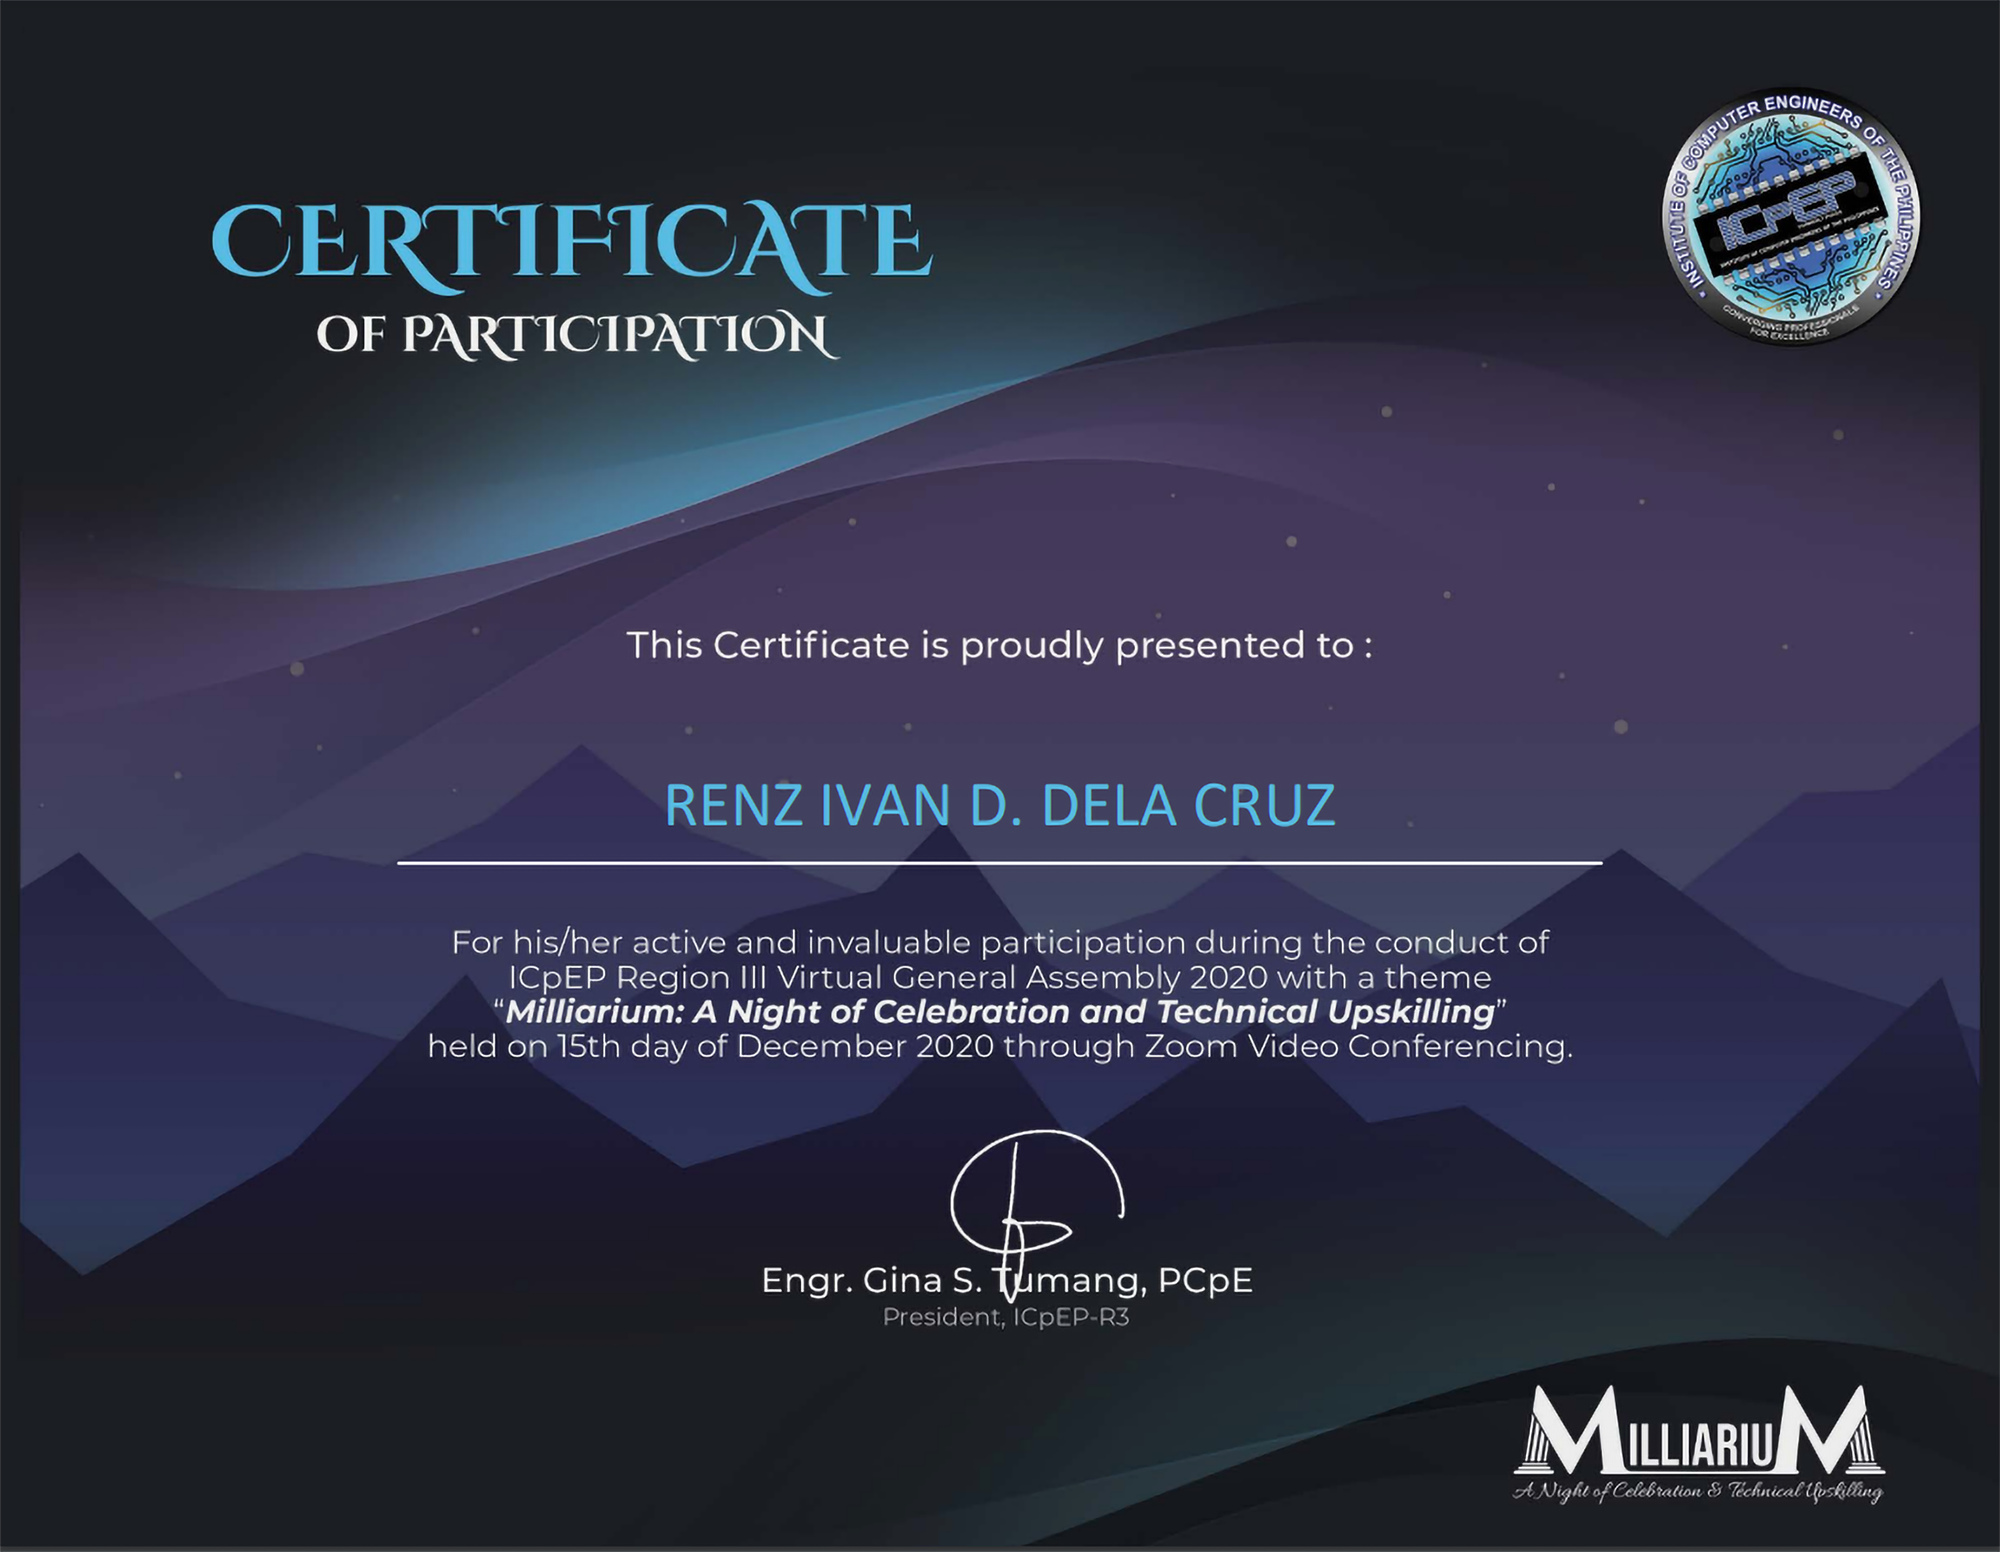 CERTIFICATE
OF PARTICIPATION
INSTITUTE OF COMPUTER ENGINEERS OF THE PHILIPPINES
ICpEP
CONVERGING PROFESSIONALS
FOR EXCELLENCE
This Certificate is proudly presented to :
RENZ IVAN D. DELA CRUZ
For his/her active and invaluable participation during the conduct of
ICpEP Region III Virtual General Assembly 2020 with a theme
“Milliarium: A Night of Celebration and Technical Upskilling”
held on 15th day of December 2020 through Zoom Video Conferencing.
Engr. Gina S. Tumang, PCpE
President, ICpEP-R3
MILLIARIUM
A Night of Celebration & Technical Upskilling